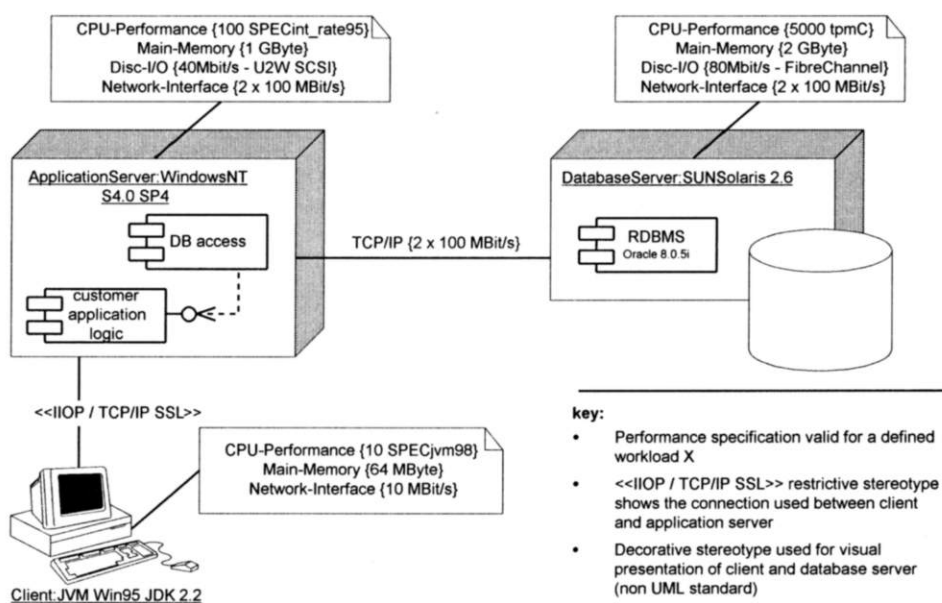 CPU-Performance {100 SPECint_rate95}
Main-Memory {1 GByte}
Disc-I/O {40Mbit/s - U2W SCSI}
Network-Interface {2 x 100 MBit/s}
CPU-Performance {5000 tpmC}
Main-Memory {2 GByte}
Disc-I/O {80Mbit/s - FibreChannel}
Network-Interface {2 x 100 MBit/s}
ApplicationServer:WindowsNT
S4.0 SP4
DB access
customer
application
logic
TCP/IP {2 x 100 MBit/s}
DatabaseServer:SUNSolaris 2.6
RDBMS
Oracle 8.0.5i
<<IIOP / TCP/IP SSL>>
CPU-Performance {10 SPECjvm98}
Main-Memory {64 MByte}
Network-Interface {10 MBit/s}
Client:JVM Win95 JDK 2.2
key:
• Performance specification valid for a defined
workload X
• <<IIOP / TCP/IP SSL>> restrictive stereotype
shows the connection used between client
and application server
• Decorative stereotype used for visual
presentation of client and database server
(non UML standard)